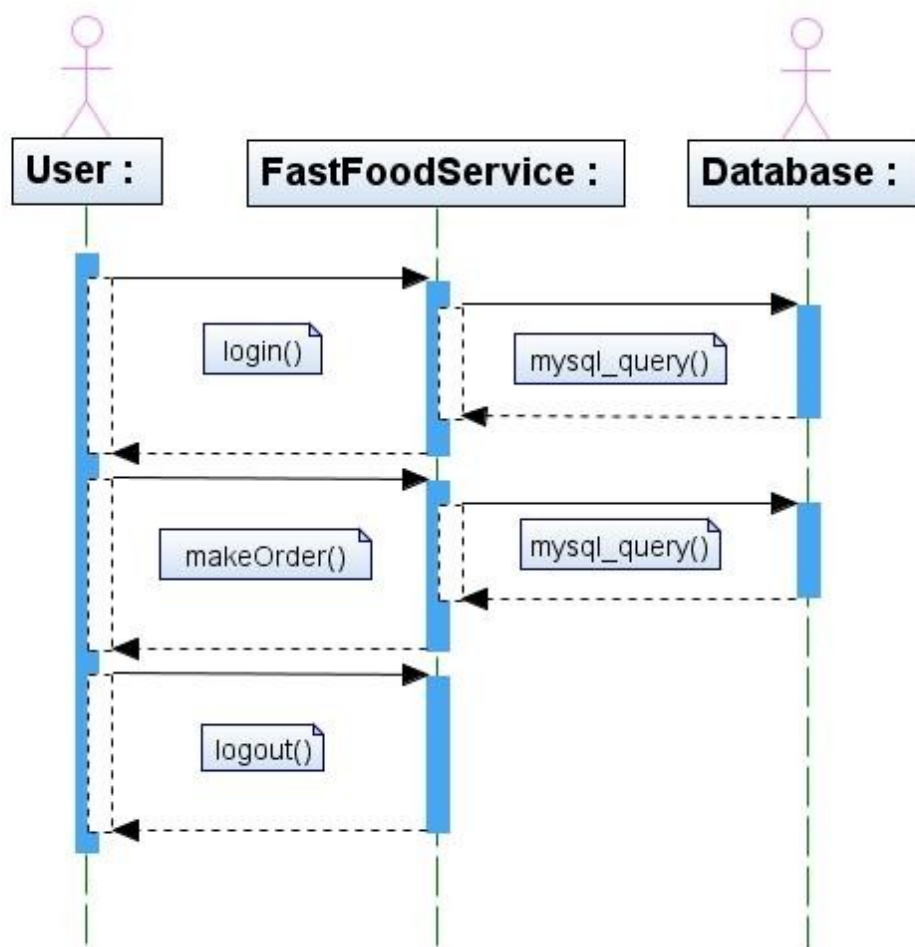 User :
FastFoodService :
Database :
login()
mysql_query()
makeOrder()
mysql_query()
logout()